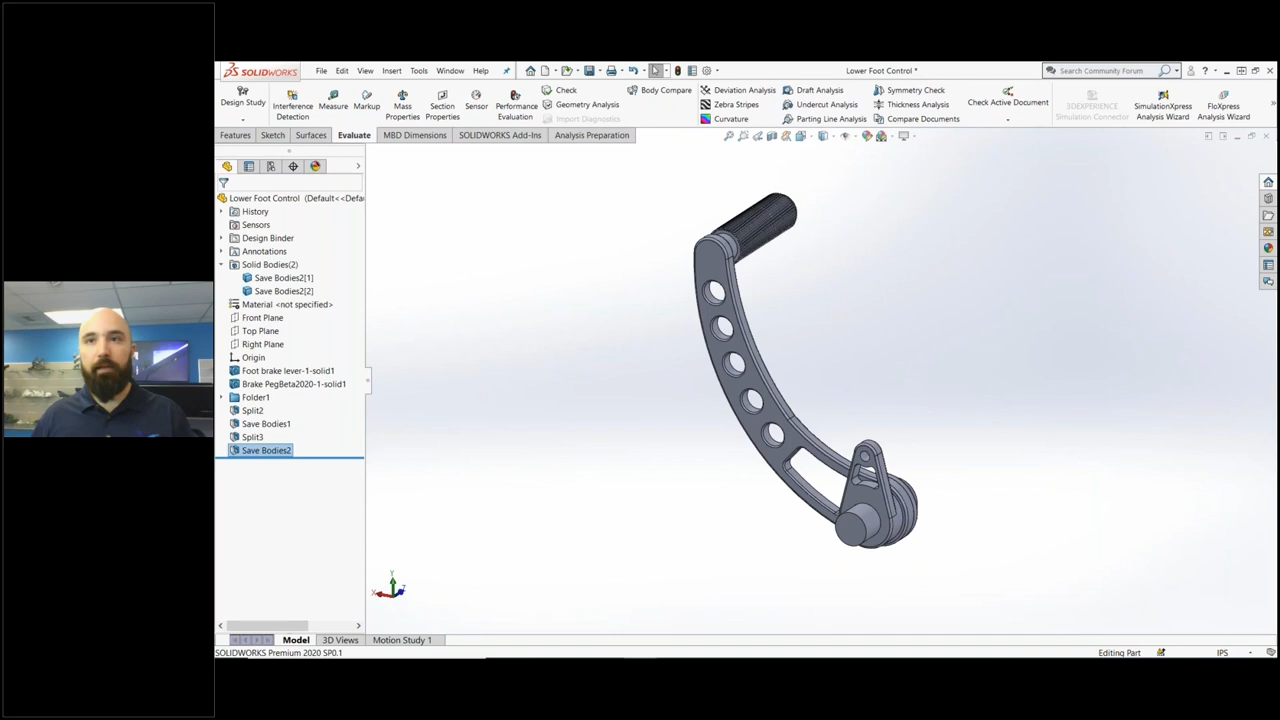 SOLIDWORKS File Edit View Insert Tools Window Help Lower Foot Control * Search Community Forum ?
Design Study Interference Detection Measure Markup Mass Properties Section Properties Sensor Performance Evaluation
Check Body Compare
Geometry Analysis
Import Diagnostics
Deviation Analysis Draft Analysis Symmetry Check
Zebra Stripes Undercut Analysis Thickness Analysis
Curvature Parting Line Analysis Compare Documents
Check Active Document 3DEXPERIENCE Simulation Connector SimulationXpress Analysis Wizard FloXpress Analysis Wizard
Features Sketch Surfaces Evaluate MBD Dimensions SOLIDWORKS Add-Ins Analysis Preparation
Lower Foot Control (Default<<Defau
History
Sensors
Design Binder
Annotations
Solid Bodies(2)
Save Bodies2[1]
Save Bodies2[2]
Material <not specified>
Front Plane
Top Plane
Right Plane
Origin
Foot brake lever-1-solid1
Brake PegBeta2020-1-solid1
Folder1
Split2
Save Bodies1
Split3
Save Bodies2
Y
X
Z
Model 3D Views Motion Study 1
SOLIDWORKS Premium 2020 SP0.1 Editing Part IPS